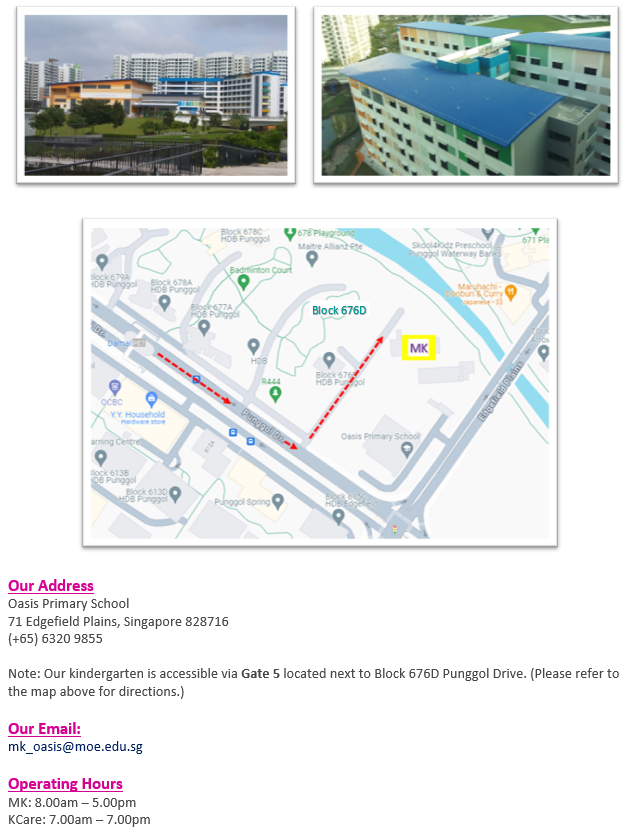 Block 678C
HDB Punggol
678 Playground
Maitre Allianz Pte
Skool4Kidz Preschool
Punggol Waterway Banks
671 Pla
679A
Punggol
Block 678A
HDB Punggol
Badminton Court
Block 677A
HDB Punggol
Block 676D
Maruhachi -
Donburi & Curry
Japanese • $$
MK
Damai
HDB
Block 676
HDB Punggol
R444
OCBC
Y.Y. Household
Hardware store
Punggol Dr.
Edgefield Plains
Oasis Primary School
earning Centre
Block 613B
HDB Punggol
Block 613D
HDB Punggol
Punggol Spring
HDB Edgefield
Our Address
Oasis Primary School
71 Edgefield Plains, Singapore 828716
(+65) 6320 9855
Note: Our kindergarten is accessible via Gate 5 located next to Block 676D Punggol Drive. (Please refer to
the map above for directions.)
Our Email:
mk_oasis@moe.edu.sg
Operating Hours
MK: 8.00am – 5.00pm
KCare: 7.00am – 7.00pm